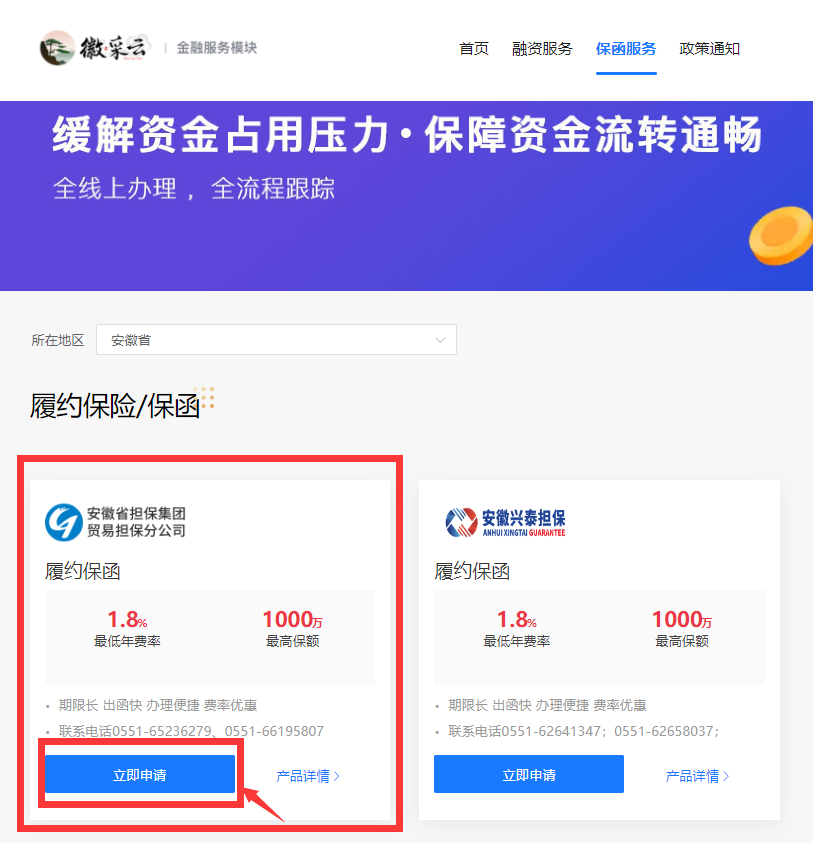 徽采云 | 金融服务模块
首页 融资服务 保函服务 政策通知
缓解资金占用压力·保障资金流转通畅
全线上办理，全流程跟踪
所在地区 安徽省
履约保险/保函
安徽省担保集团
贸易担保分公司
履约保函
1.8% 1000万
最低年费率 最高保额
期限长 出函快 办理便捷 费率优惠
联系电话0551-65236279、0551-66195807
立即申请 产品详情
安徽兴泰担保
ANHUI XINGTAI GUARANTEE
履约保函
1.8% 1000万
最低年费率 最高保额
期限长 出函快 办理便捷 费率优惠
联系电话0551-62641347；0551-62658037；
立即申请 产品详情